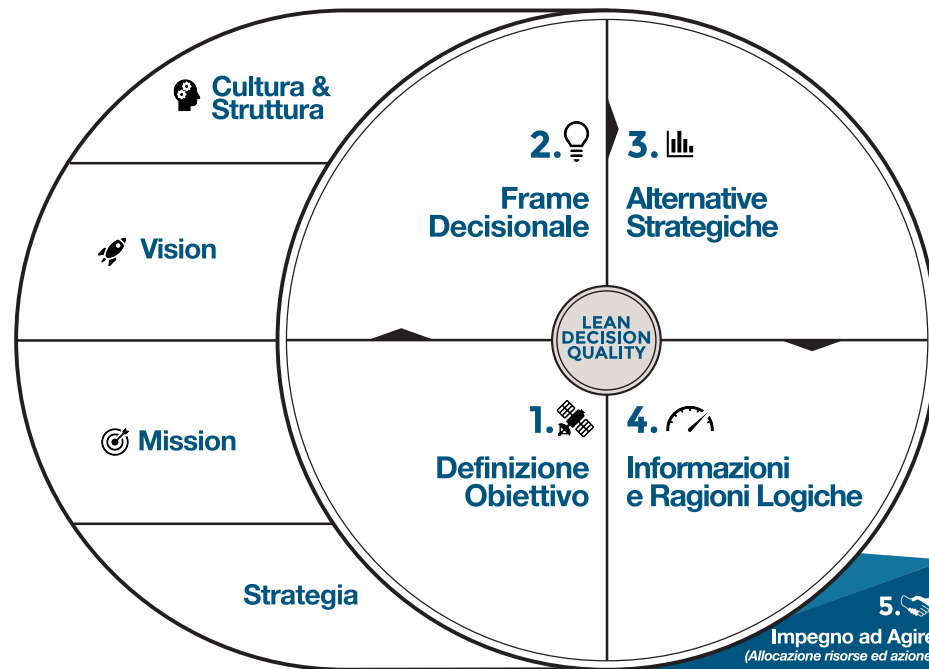 Cultura &
Struttura
Vision
Mission
Strategia
2.
Frame
Decisionale
3.
Alternative
Strategiche
LEAN
DECISION
QUALITY
1.
Definizione
Obiettivo
4.
Informazioni
e Ragioni Logiche
5.
Impegno ad Agire
(Allocazione risorse ed azione